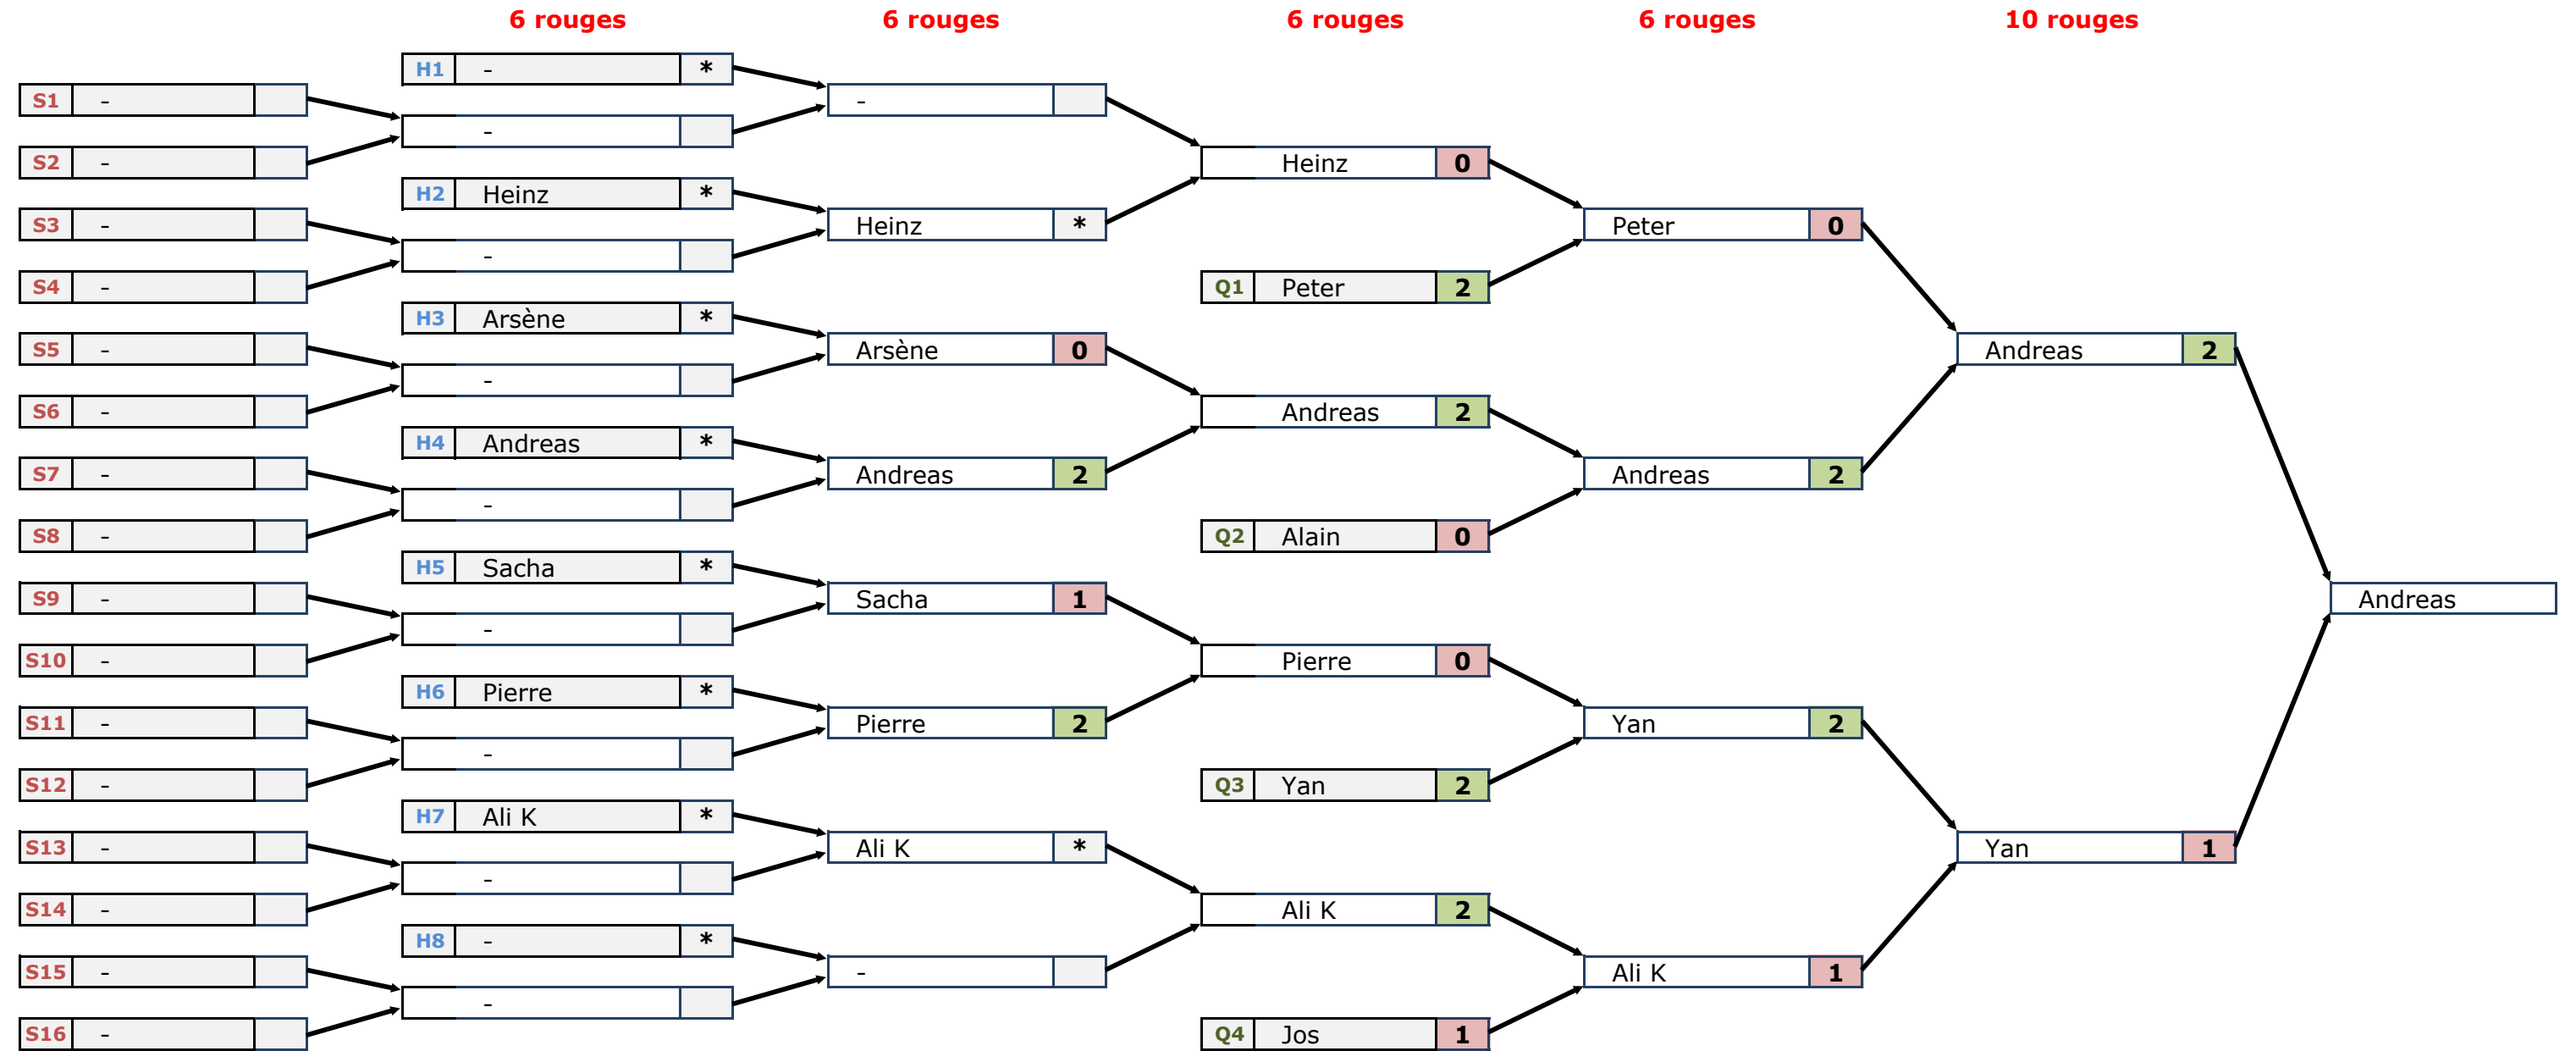 6 rouges 6 rouges 6 rouges 6 rouges 10 rouges
H1 - *
S1 - -
-
S2 - Heinz 0
H2 Heinz *
S3 - Heinz * Peter 0
-
S4 - Q1 Peter 2
H3 Arsène *
S5 - Arsène 0 Andreas 2
-
S6 - Andreas 2
H4 Andreas *
S7 - Andreas 2 Andreas 2
-
S8 - Q2 Alain 0
H5 Sacha *
S9 - Sacha 1 Andreas
-
S10 - Pierre 0
H6 Pierre *
S11 - Pierre 2 Yan 2
-
S12 - Q3 Yan 2
H7 Ali K *
S13 - Ali K * Yan 1
-
S14 - Ali K 2
H8 - *
S15 - - Ali K 1
-
S16 - Q4 Jos 1